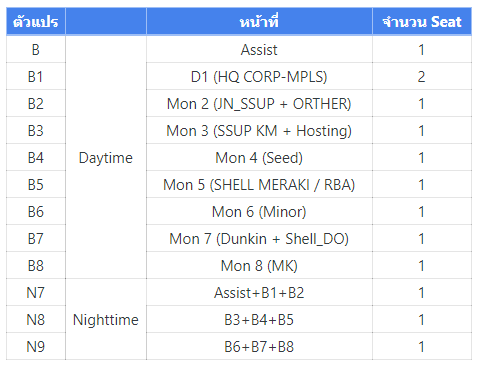 ตัวแปร หน้าที่ จำนวน Seat
B Assist 1
B1 D1 (HQ CORP-MPLS) 2
B2 Mon 2 (JN_SSUP + ORTHER) 1
B3 Mon 3 (SSUP KM + Hosting) 1
B4 Daytime Mon 4 (Seed) 1
B5 Mon 5 (SHELL MERAKI / RBA) 1
B6 Mon 6 (Minor) 1
B7 Mon 7 (Dunkin + Shell_DO) 1
B8 Mon 8 (MK) 1
N7 Assist+B1+B2 1
N8 Nighttime B3+B4+B5 1
N9 B6+B7+B8 1